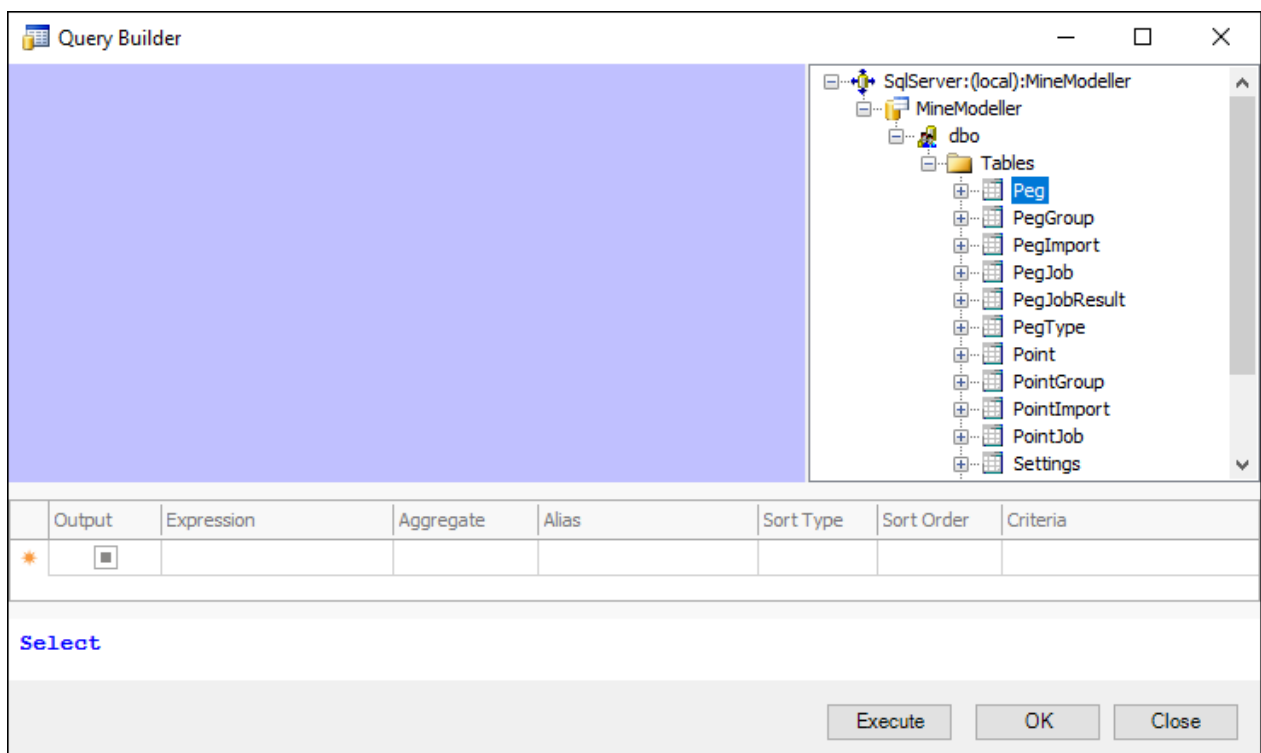 Query Builder
SqlServer:(local):MineModeller
MineModeller
dbo
Tables
Peg
PegGroup
PegImport
PegJob
PegJobResult
PegType
Point
PointGroup
PointImport
PointJob
Settings
Output Expression Aggregate Alias Sort Type Sort Order Criteria
Select
Execute OK Close